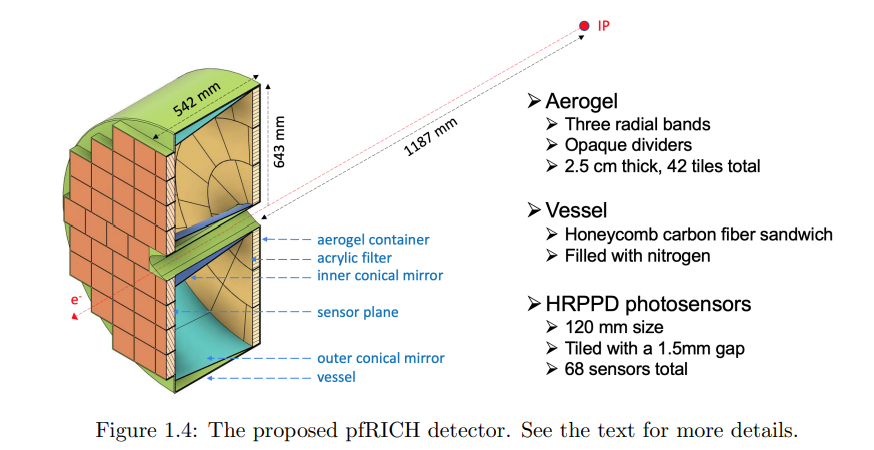 IP
542 mm
643 mm
1187 mm
aerogel container
acrylic filter
inner conical mirror
sensor plane
outer conical mirror
vessel
e-
➢ Aerogel
➢ Three radial bands
➢ Opaque dividers
➢ 2.5 cm thick, 42 tiles total
➢ Vessel
➢ Honeycomb carbon fiber sandwich
➢ Filled with nitrogen
➢ HRPPD photosensors
➢ 120 mm size
➢ Tiled with a 1.5mm gap
➢ 68 sensors total
Figure 1.4: The proposed pfRICH detector. See the text for more details.